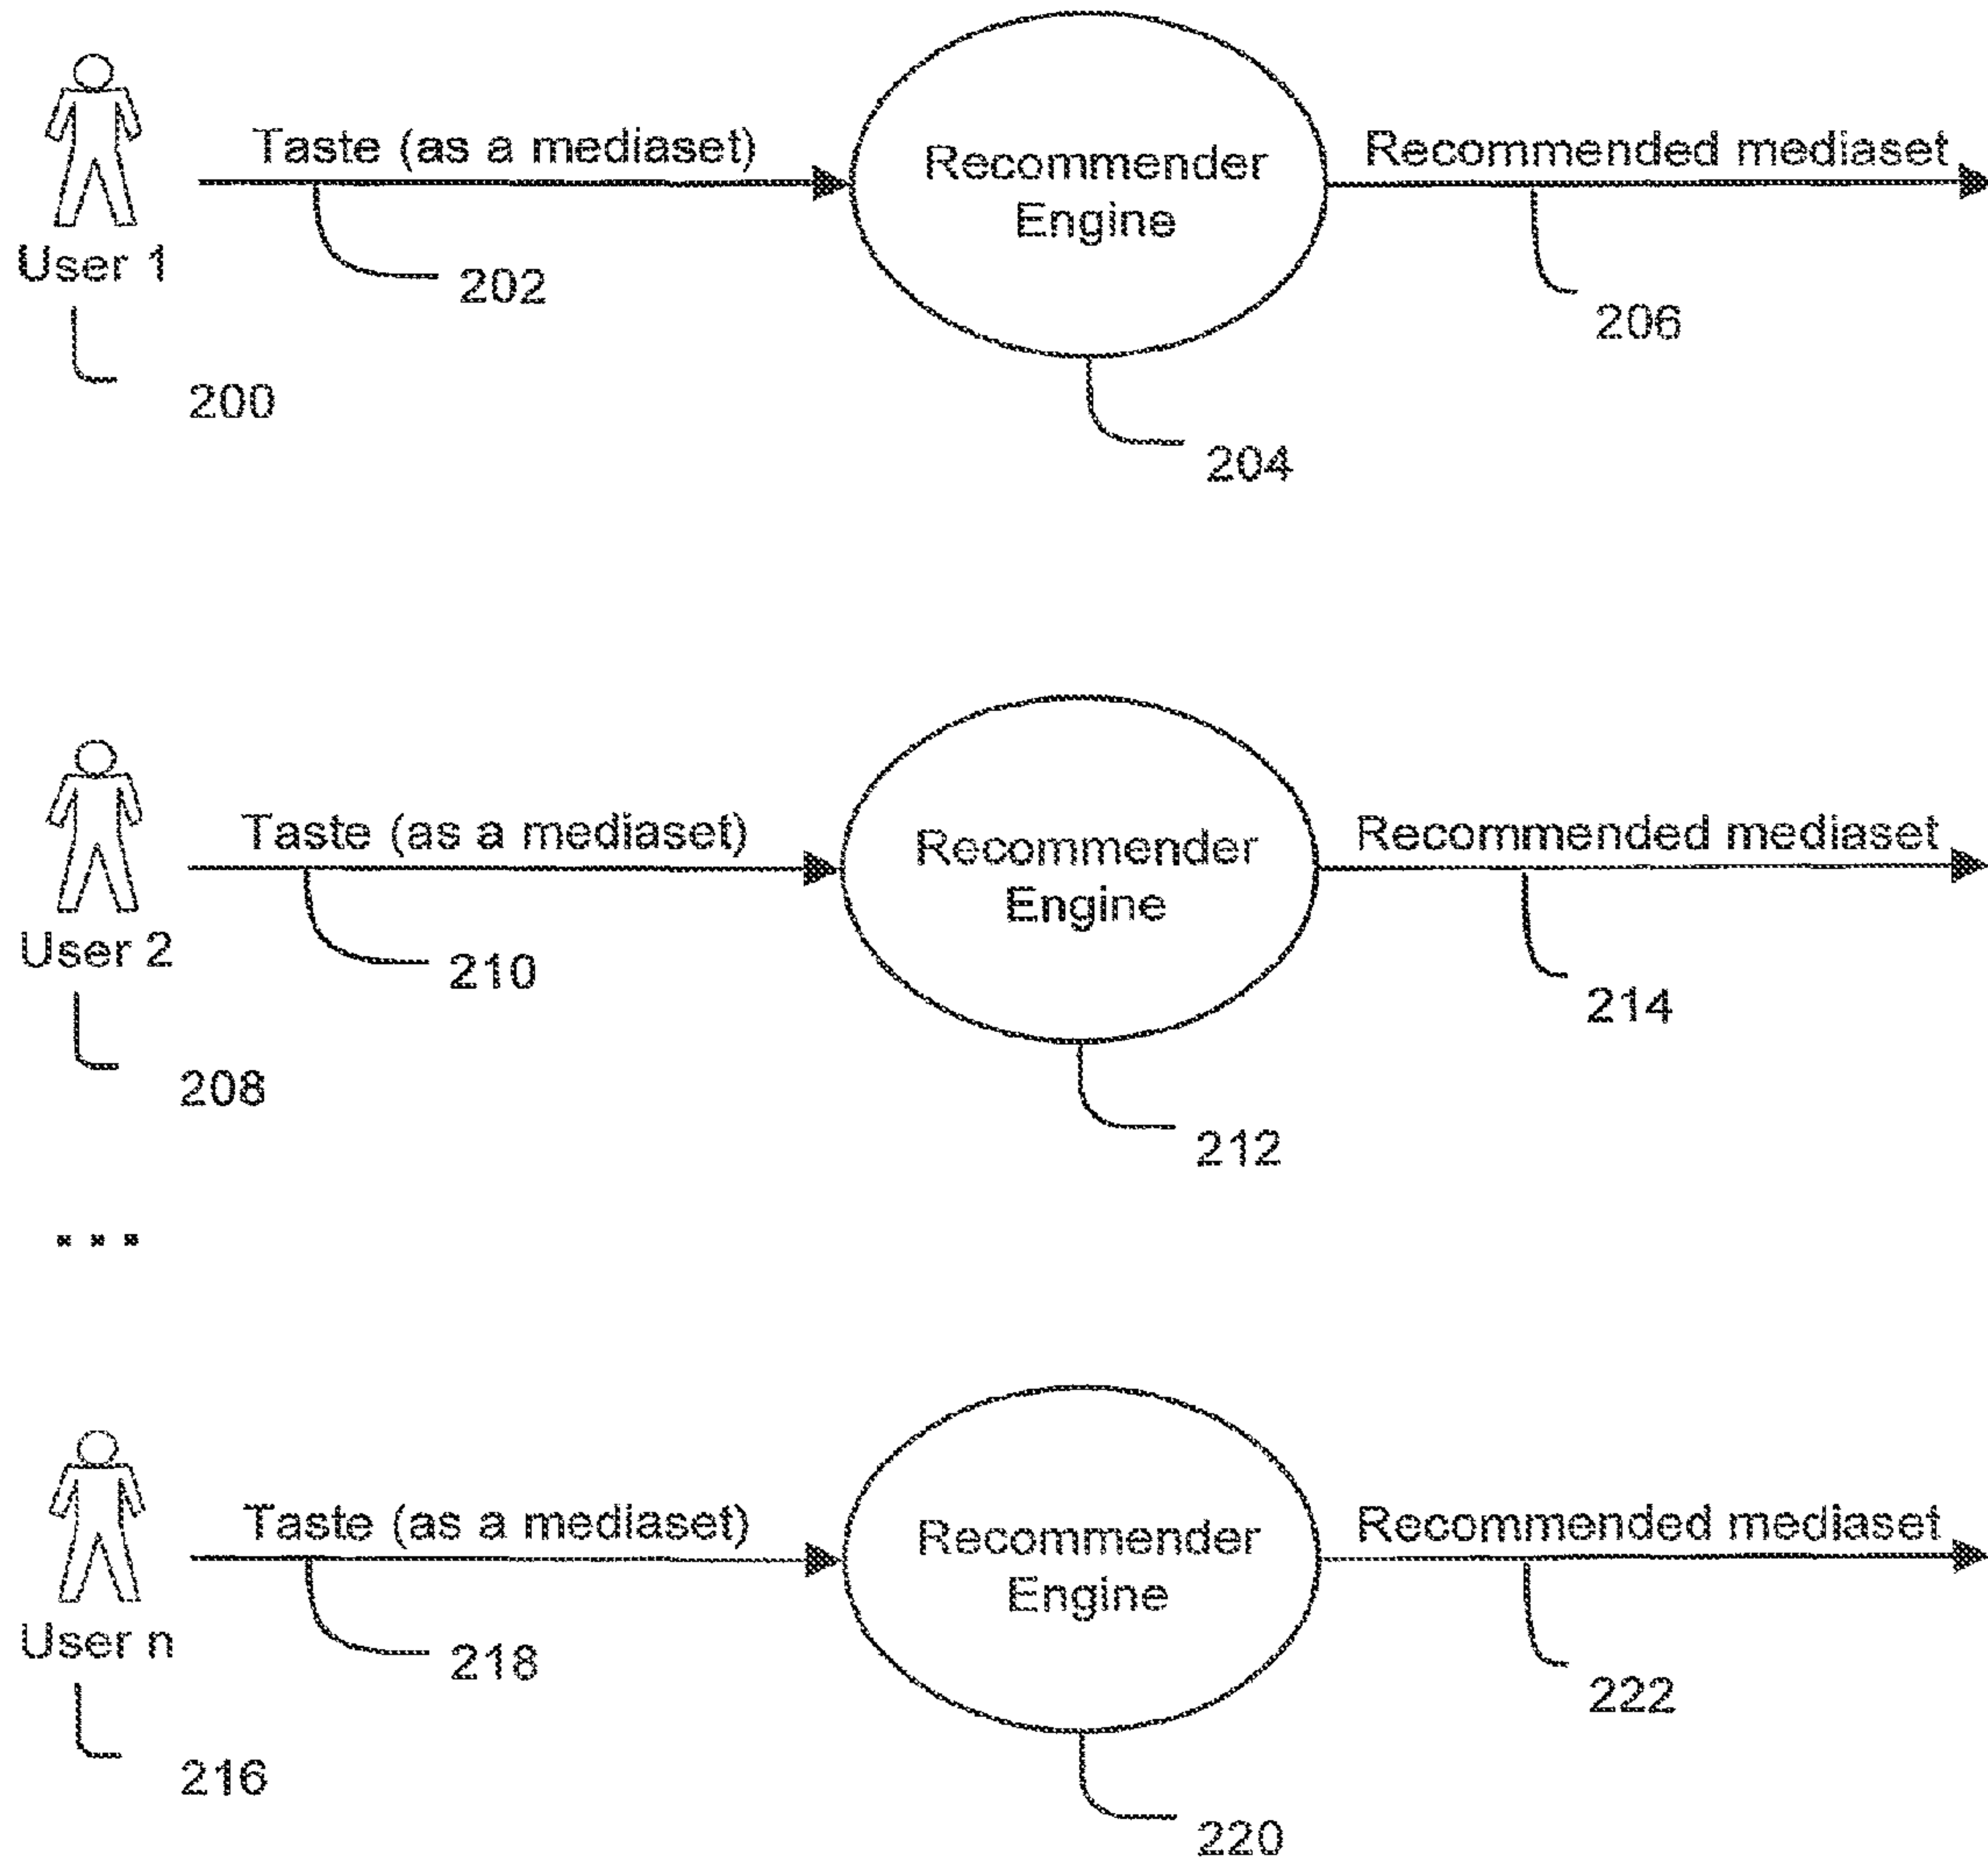 Taste (as a mediaset)
Recommender
Engine
Recommended mediaset
User 1
202
206
200
204
Taste (as a mediaset)
Recommender
Engine
Recommended mediaset
User 2
210
214
208
212
...
Taste (as a mediaset)
Recommender
Engine
Recommended mediaset
User n
218
222
216
220